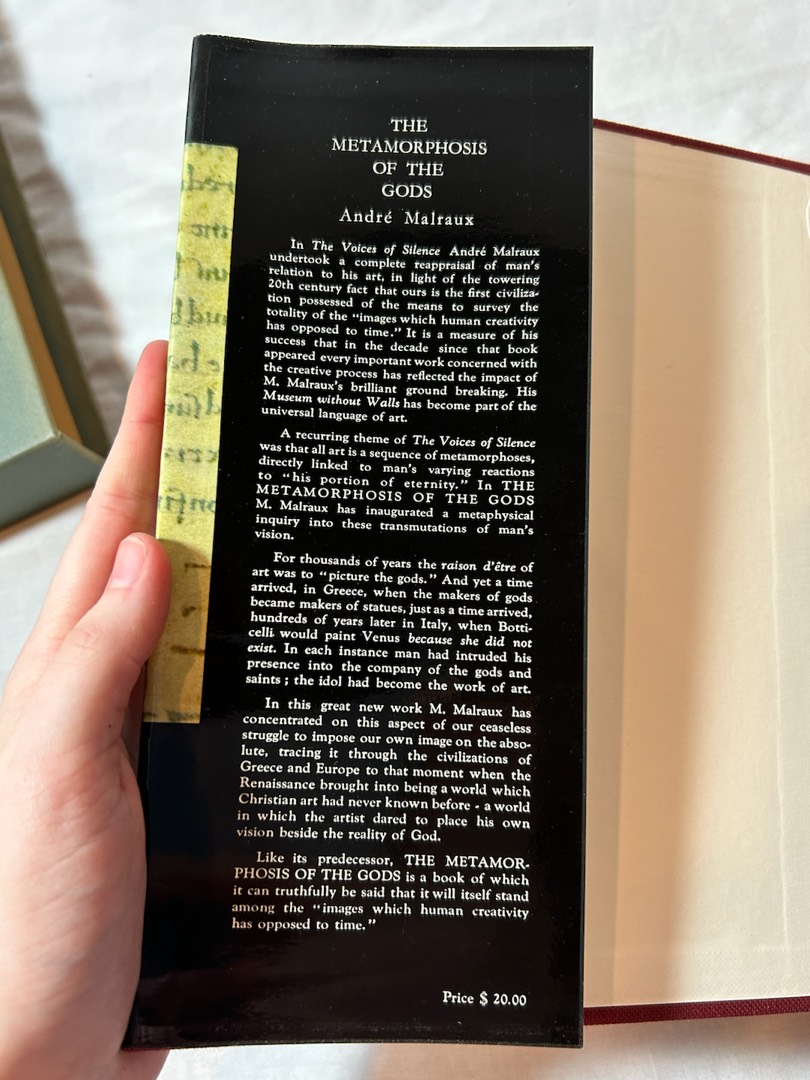 THE
METAMORPHOSIS
OF THE
GODS
André Malraux
In The Voices of Silence André Malraux
undertook a complete reappraisal of man's
relation to his art, in light of the towering
20th century fact that ours is the first civiliza-
tion possessed of the means to survey the
totality of the "images which human creativity
has opposed to time." It is a measure of his
success that in the decade since that book
appeared every important work concerned with
the creative process has reflected the impact of
M. Malraux's brilliant ground breaking. His
Museum without Walls has become part of the
universal language of art.
A recurring theme of The Voices of Silence
was that all art is a sequence of metamorphoses,
directly linked to man's varying reactions
to "his portion of eternity." In THE
METAMORPHOSIS OF THE GODS
M. Malraux has inaugurated a metaphysical
inquiry into these transmutations of man's
vision.
For thousands of years the raison d'être of
art was to "picture the gods." And yet a time
arrived, in Greece, when the makers of gods
became makers of statues, just as a time arrived,
hundreds of years later in Italy, when Botti-
celli would paint Venus because she did not
exist. In each instance man had intruded his
presence into the company of the gods and
saints ; the idol had become the work of art.
In this great new work M. Malraux has
concentrated on this aspect of our ceaseless
struggle to impose our own image on the abso-
lute, tracing it through the civilizations of
Greece and Europe to that moment when the
Renaissance brought into being a world which
Christian art had never known before - a world
in which the artist dared to place his own
vision beside the reality of God.
Like its predecessor, THE METAMOR-
PHOSIS OF THE GODS is a book of which
it can truthfully be said that it will itself stand
among the "images which human creativity
has opposed to time."
Price $ 20.00